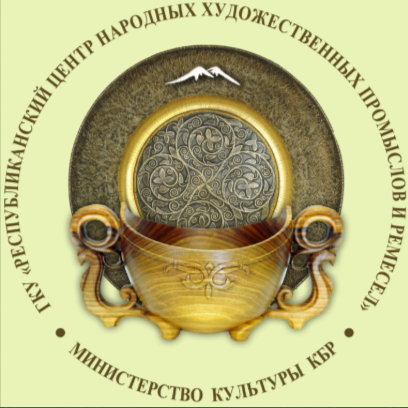 ГКУ «РЕСПУБЛИКАНСКИЙ ЦЕНТР НАРОДНЫХ ХУДОЖЕСТВЕННЫХ ПРОМЫСЛОВ И РЕМЕСЕЛ»
• МИНИСТЕРСТВО КУЛЬТУРЫ КБР •